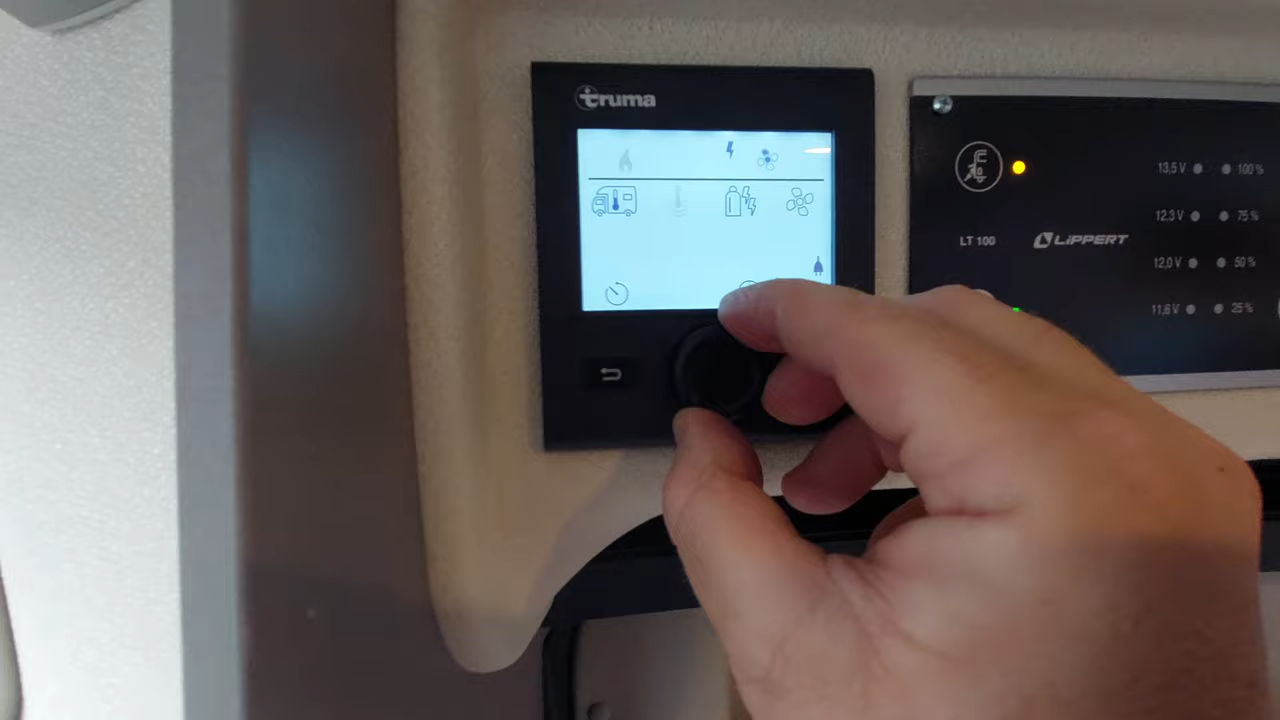 truma
13,5 V 100 %
12,3 V 75 %
LT 100 LiPPERT
12,0 V 50 %
11,6 V 25 %